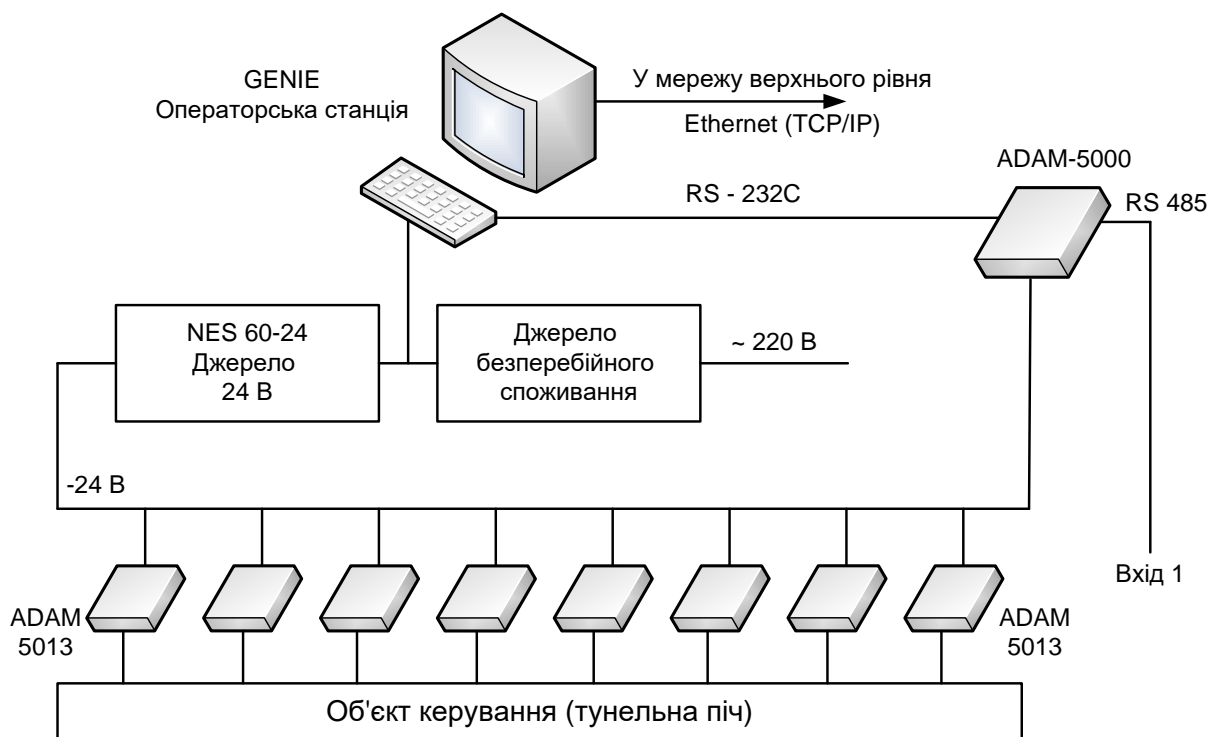 GENIE
Операторська станція
У мережу верхнього рівня
Ethernet (TCP/IP)
ADAM-5000
RS - 232C
RS 485
NES 60-24
Джерело
24 В
Джерело
безперебійного
споживання
~ 220 В
-24 В
Вхід 1
ADAM
5013
ADAM
5013
Об'єкт керування (тунельна піч)